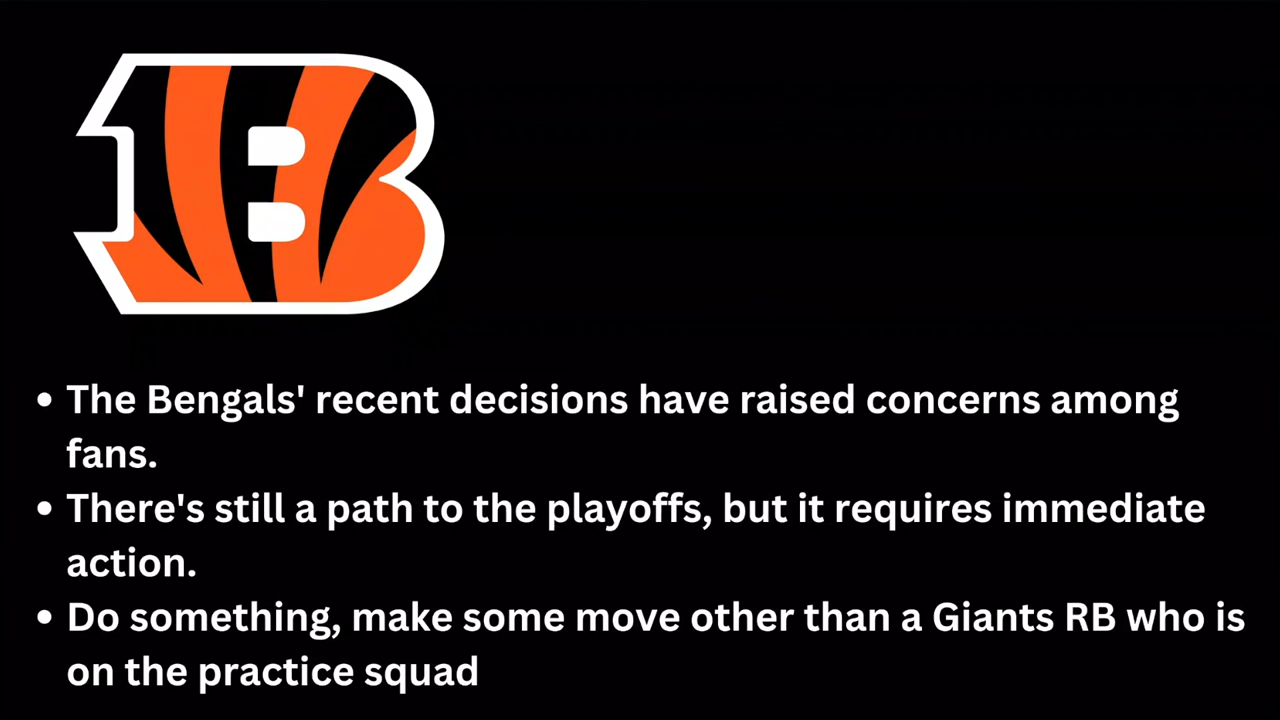 B
• The Bengals' recent decisions have raised concerns among
fans.
• There's still a path to the playoffs, but it requires immediate
action.
• Do something, make some move other than a Giants RB who is
on the practice squad